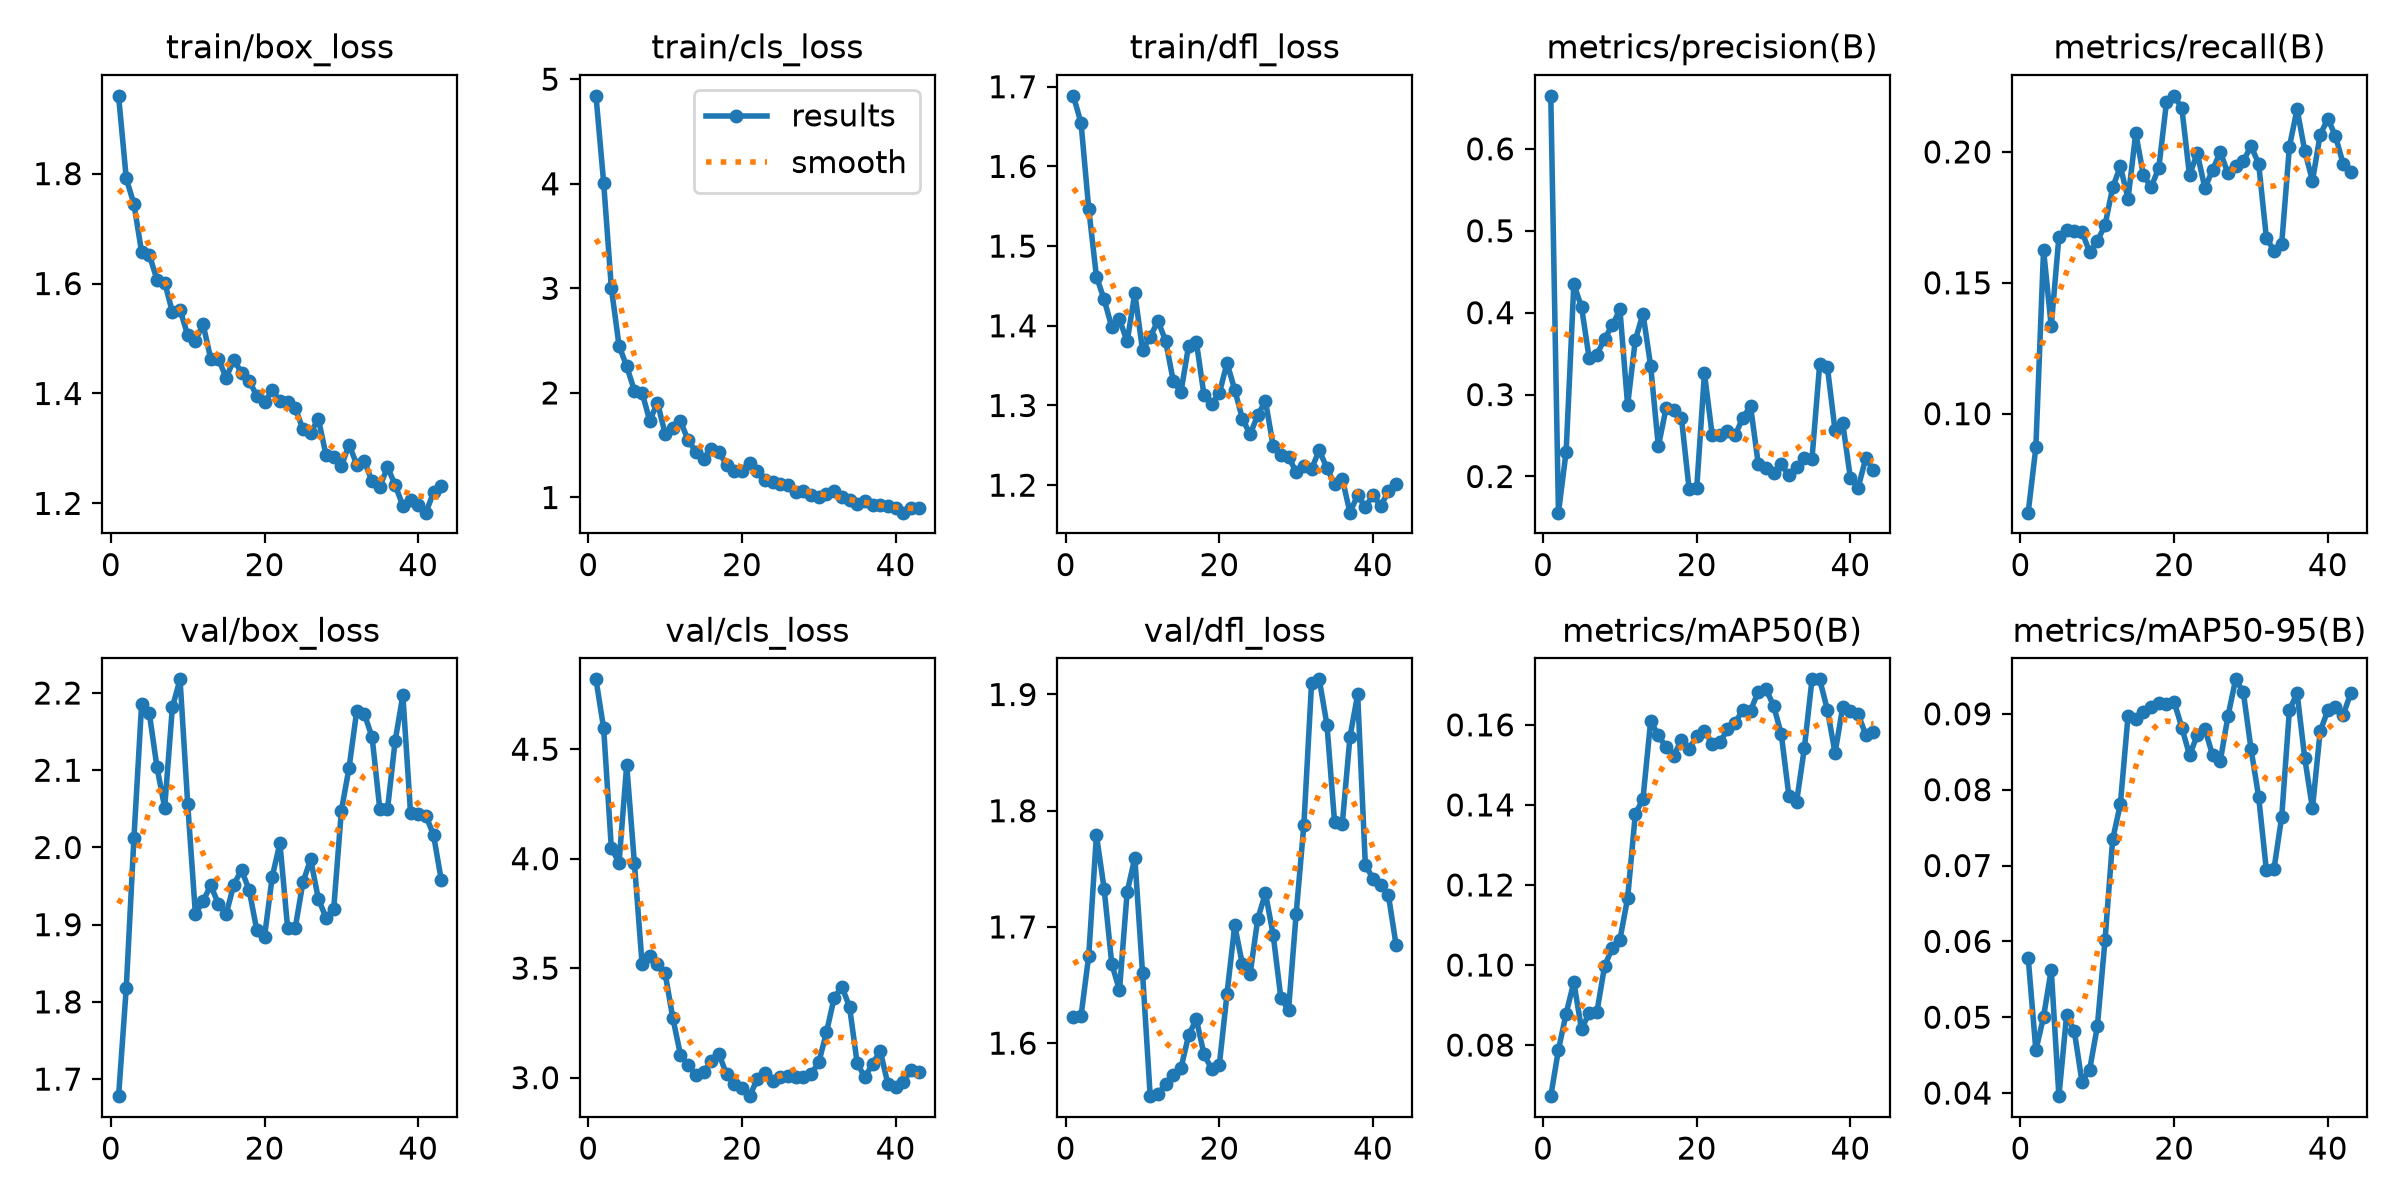 train/box_loss
train/cls_loss
train/dfl_loss
metrics/precision(B)
metrics/recall(B)
1.8
1.6
1.4
1.2
0 20 40
5
4
3
2
1
results
smooth
0 20 40
1.7
1.6
1.5
1.4
1.3
1.2
0 20 40
0.6
0.5
0.4
0.3
0.2
0 20 40
0.20
0.15
0.10
0 20 40
val/box_loss
val/cls_loss
val/dfl_loss
metrics/mAP50(B)
metrics/mAP50-95(B)
2.2
2.1
2.0
1.9
1.8
1.7
0 20 40
4.5
4.0
3.5
3.0
0 20 40
1.9
1.8
1.7
1.6
0 20 40
0.16
0.14
0.12
0.10
0.08
0 20 40
0.09
0.08
0.07
0.06
0.05
0.04
0 20 40